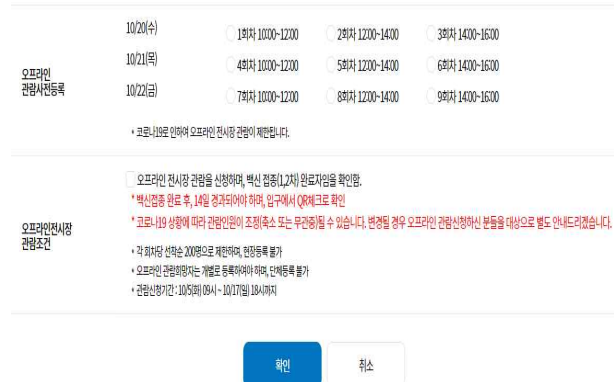 10/20(수)
1회차 10:00~12:00 2회차 12:00~14:00 3회차 14:00~16:00
10/21(목)
4회차 10:00~12:00 5회차 12:00~14:00 6회차 14:00~16:00
오프라인
관람사전등록
10/22(금)
7회차 10:00~12:00 8회차 12:00~14:00 9회차 14:00~16:00
* 코로나19로 인하여 오프라인 전시장 관람이 제한됩니다.
오프라인 전시장 관람을 신청하며, 백신 접종(1,2차) 완료자임을 확인함.
* 백신접종 완료 후, 14일 경과되어야 하며, 입구에서 QR체크로 확인
* 코로나19 상황에 따라 관람인원이 조정(축소 또는 무관중)될 수 있습니다. 변경될 경우 오프라인 관람신청하신 분들을 대상으로 별도 안내드리겠습니다.
오프라인전시장
관람조건
* 각 회차당 선착순 200명으로 제한하며, 현장등록 불가
* 오프라인 관람희망자는 개별로 등록하여야 하며, 단체등록 불가
* 관람신청기간 : 10/5(화) 09시 ~ 10/17(일) 18시까지
확인 취소